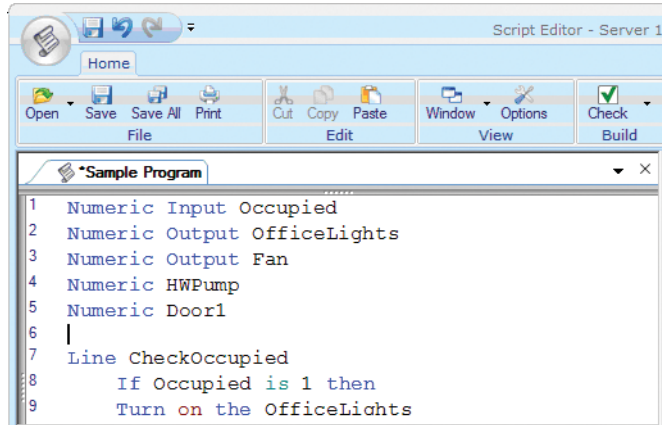 Script Editor - Server 1
Home
Open Save Save All Print Cut Copy Paste Window Options Check
File Edit View Build
*Sample Program
1 Numeric Input Occupied
2 Numeric Output OfficeLights
3 Numeric Output Fan
4 Numeric HWPump
5 Numeric Door1
6
7 Line CheckOccupied
8 If Occupied is 1 then
9 Turn on the OfficeLights